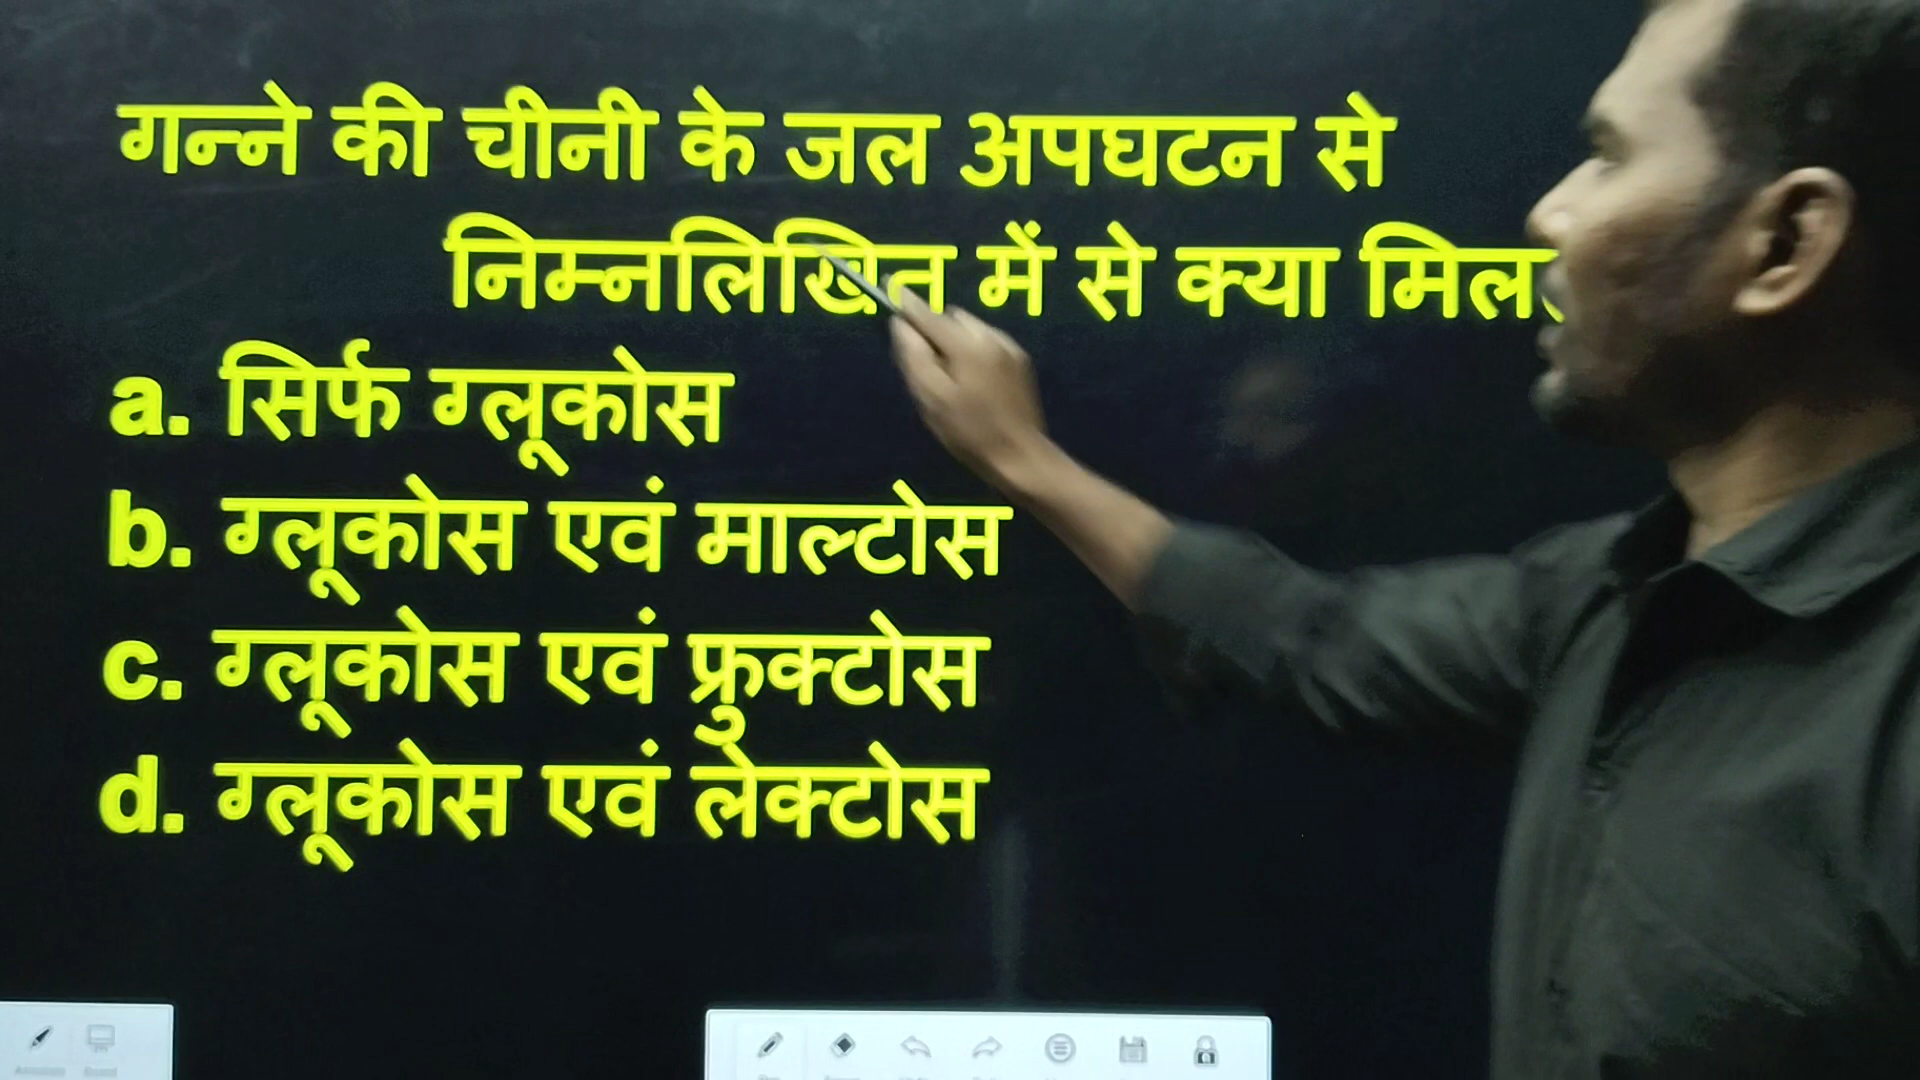 गन्ने की चीनी के जल अपघटन से
निम्नलिखित में से क्या
a. सिर्फ ग्लूकोस
b. ग्लूकोस एवं माल्टोस
c. ग्लूकोस एवं फ्रुक्टोस
d. ग्लूकोस एवं लेक्टोस